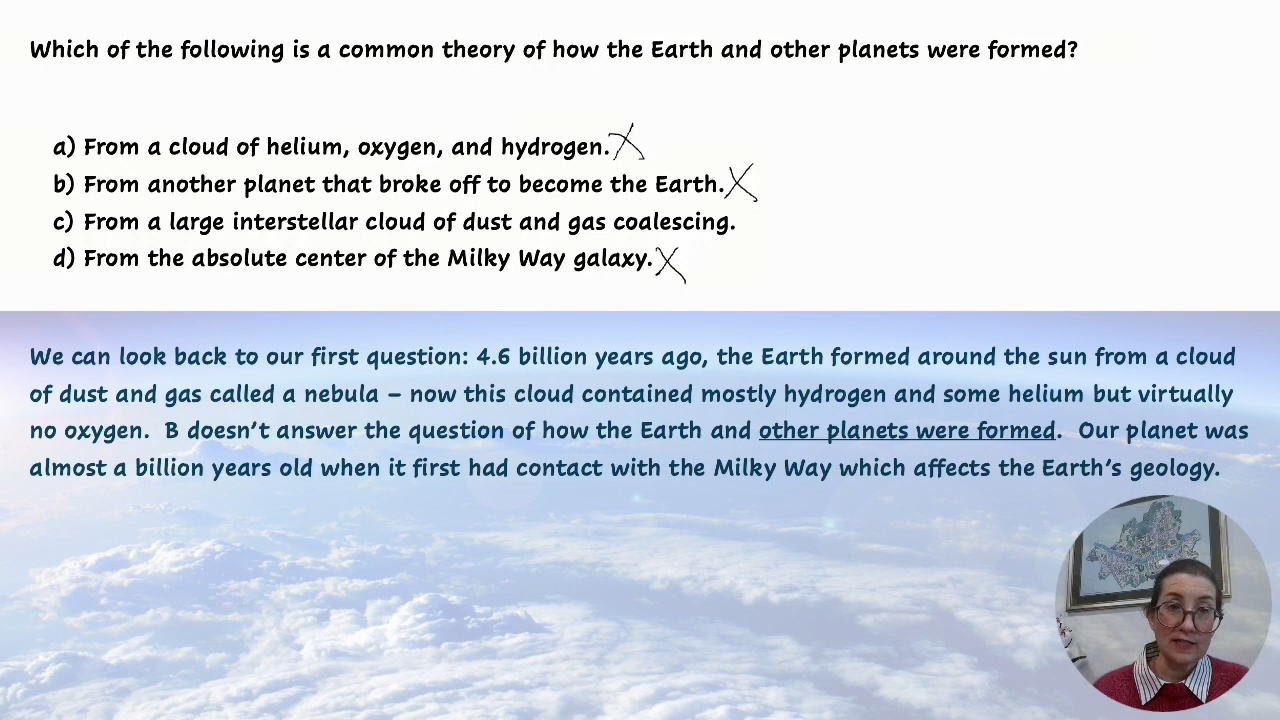 Which of the following is a common theory of how the Earth and other planets were formed?
a) From a cloud of helium, oxygen, and hydrogen.
b) From another planet that broke off to become the Earth.
c) From a large interstellar cloud of dust and gas coalescing.
d) From the absolute center of the Milky Way galaxy.
We can look back to our first question: 4.6 billion years ago, the Earth formed around the sun from a cloud
of dust and gas called a nebula – now this cloud contained mostly hydrogen and some helium but virtually
no oxygen.  B doesn't answer the question of how the Earth and other planets were formed.  Our planet was
almost a billion years old when it first had contact with the Milky Way which affects the Earth's geology.